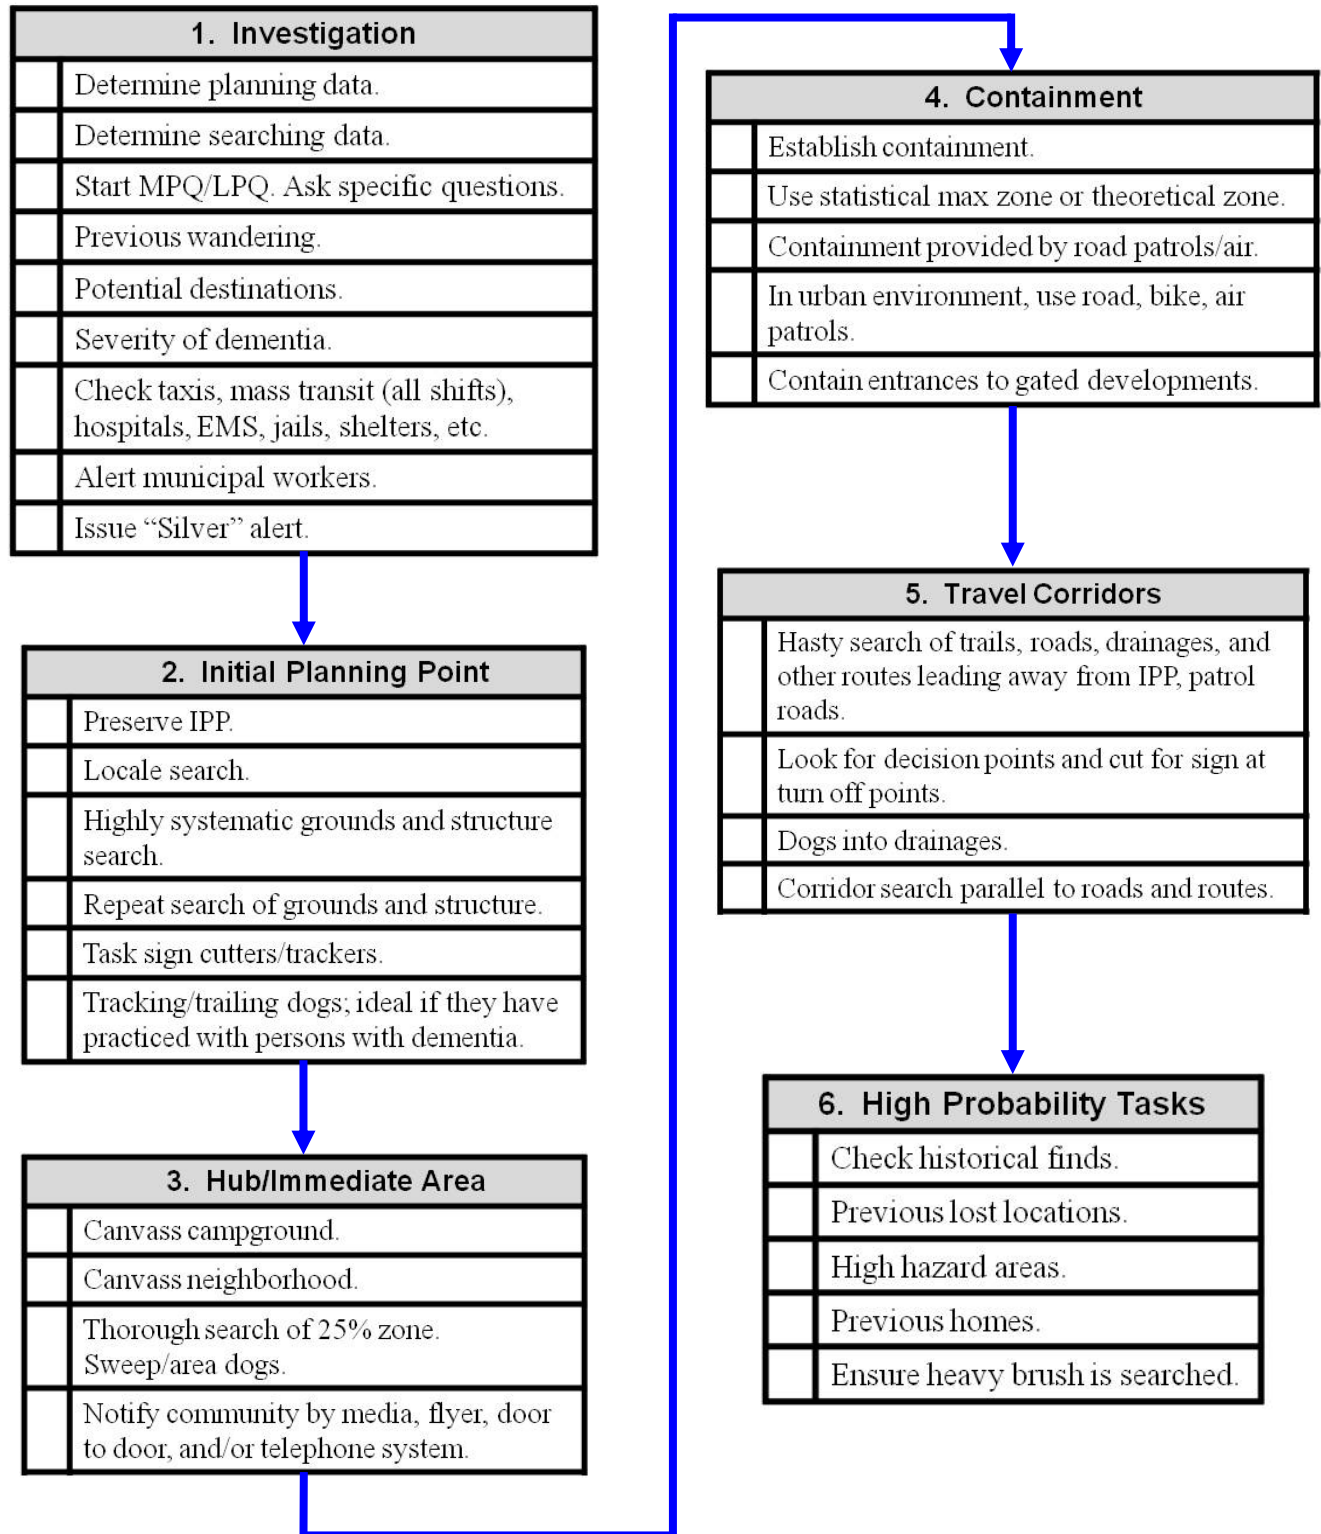 1. Investigation
Determine planning data.
Determine searching data.
Start MPQ/LPQ. Ask specific questions.
Previous wandering.
Potential destinations.
Severity of dementia.
Check taxis, mass transit (all shifts),
hospitals, EMS, jails, shelters, etc.
Alert municipal workers.
Issue “Silver” alert.
2. Initial Planning Point
Preserve IPP.
Locale search.
Highly systematic grounds and structure
search.
Repeat search of grounds and structure.
Task sign cutters/trackers.
Tracking/trailing dogs; ideal if they have
practiced with persons with dementia.
3. Hub/Immediate Area
Canvass campground.
Canvass neighborhood.
Thorough search of 25% zone.
Sweep/area dogs.
Notify community by media, flyer, door
to door, and/or telephone system.
4. Containment
Establish containment.
Use statistical max zone or theoretical zone.
Containment provided by road patrols/air.
In urban environment, use road, bike, air
patrols.
Contain entrances to gated developments.
5. Travel Corridors
Hasty search of trails, roads, drainages, and
other routes leading away from IPP, patrol
roads.
Look for decision points and cut for sign at
turn off points.
Dogs into drainages.
Corridor search parallel to roads and routes.
6. High Probability Tasks
Check historical finds.
Previous lost locations.
High hazard areas.
Previous homes.
Ensure heavy brush is searched.